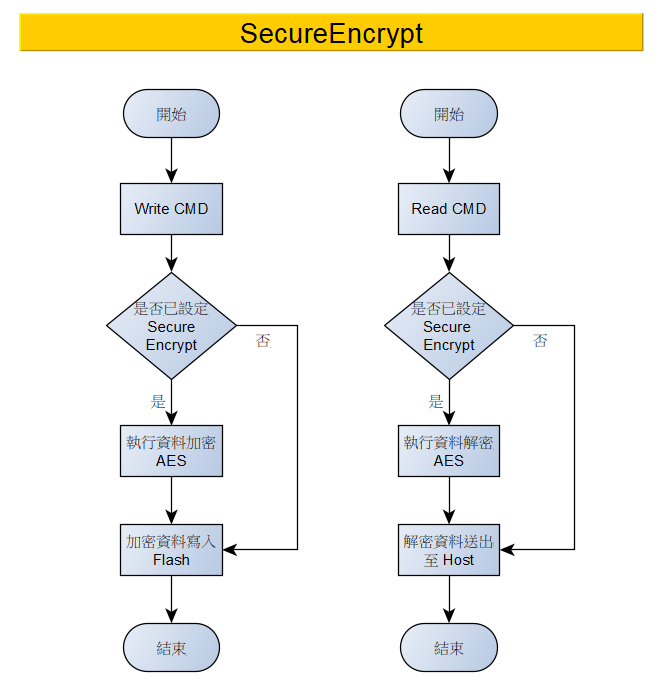 SecureEncrypt
開始
Write CMD
是否已設定
Secure
Encrypt
否
是
執行資料加密
AES
加密資料寫入
Flash
結束
開始
Read CMD
是否已設定
Secure
Encrypt
否
是
執行資料解密
AES
解密資料送出
至 Host
結束